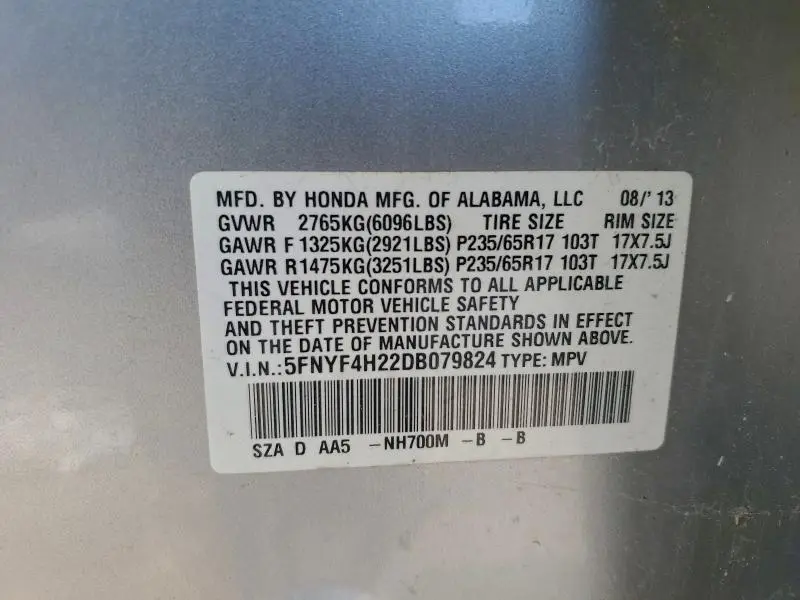 MFD. BY HONDA MFG. OF ALABAMA, LLC 08/'13
GVWR 2765KG(6096LBS) TIRE SIZE RIM SIZE
GAWR F 1325KG(2921LBS) P235/65R17 103T 17X7.5J
GAWR R 1475KG(3251LBS) P235/65R17 103T 17X7.5J
THIS VEHICLE CONFORMS TO ALL APPLICABLE
FEDERAL MOTOR VEHICLE SAFETY
AND THEFT PREVENTION STANDARDS IN EFFECT
ON THE DATE OF MANUFACTURE SHOWN ABOVE.
V.I.N.:5FNYF4H22DB079824 TYPE: MPV
SZA D AA5 -NH700M -B -B